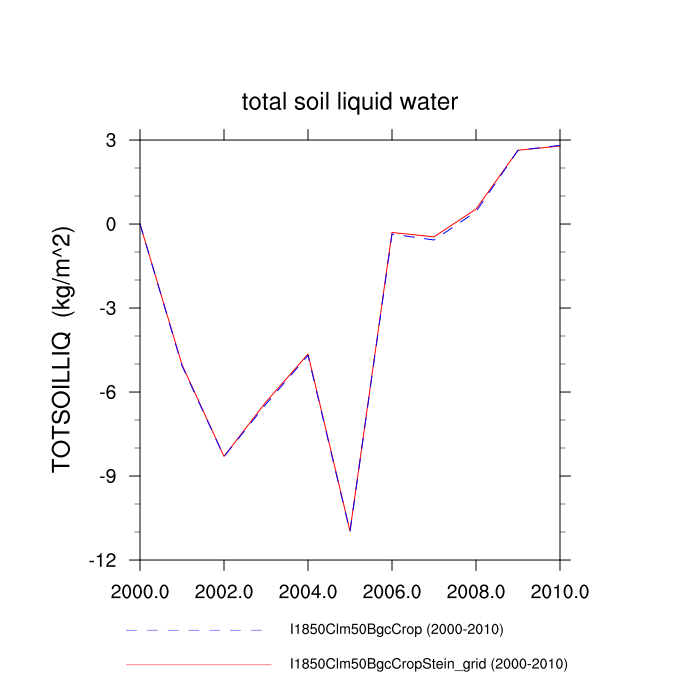 total soil liquid water
TOTSOILLIQ (kg/m^2)
3
0
-3
-6
-9
-12
2000.0 2002.0 2004.0 2006.0 2008.0 2010.0
I1850Clm50BgcCrop (2000-2010)
I1850Clm50BgcCropStein_grid (2000-2010)